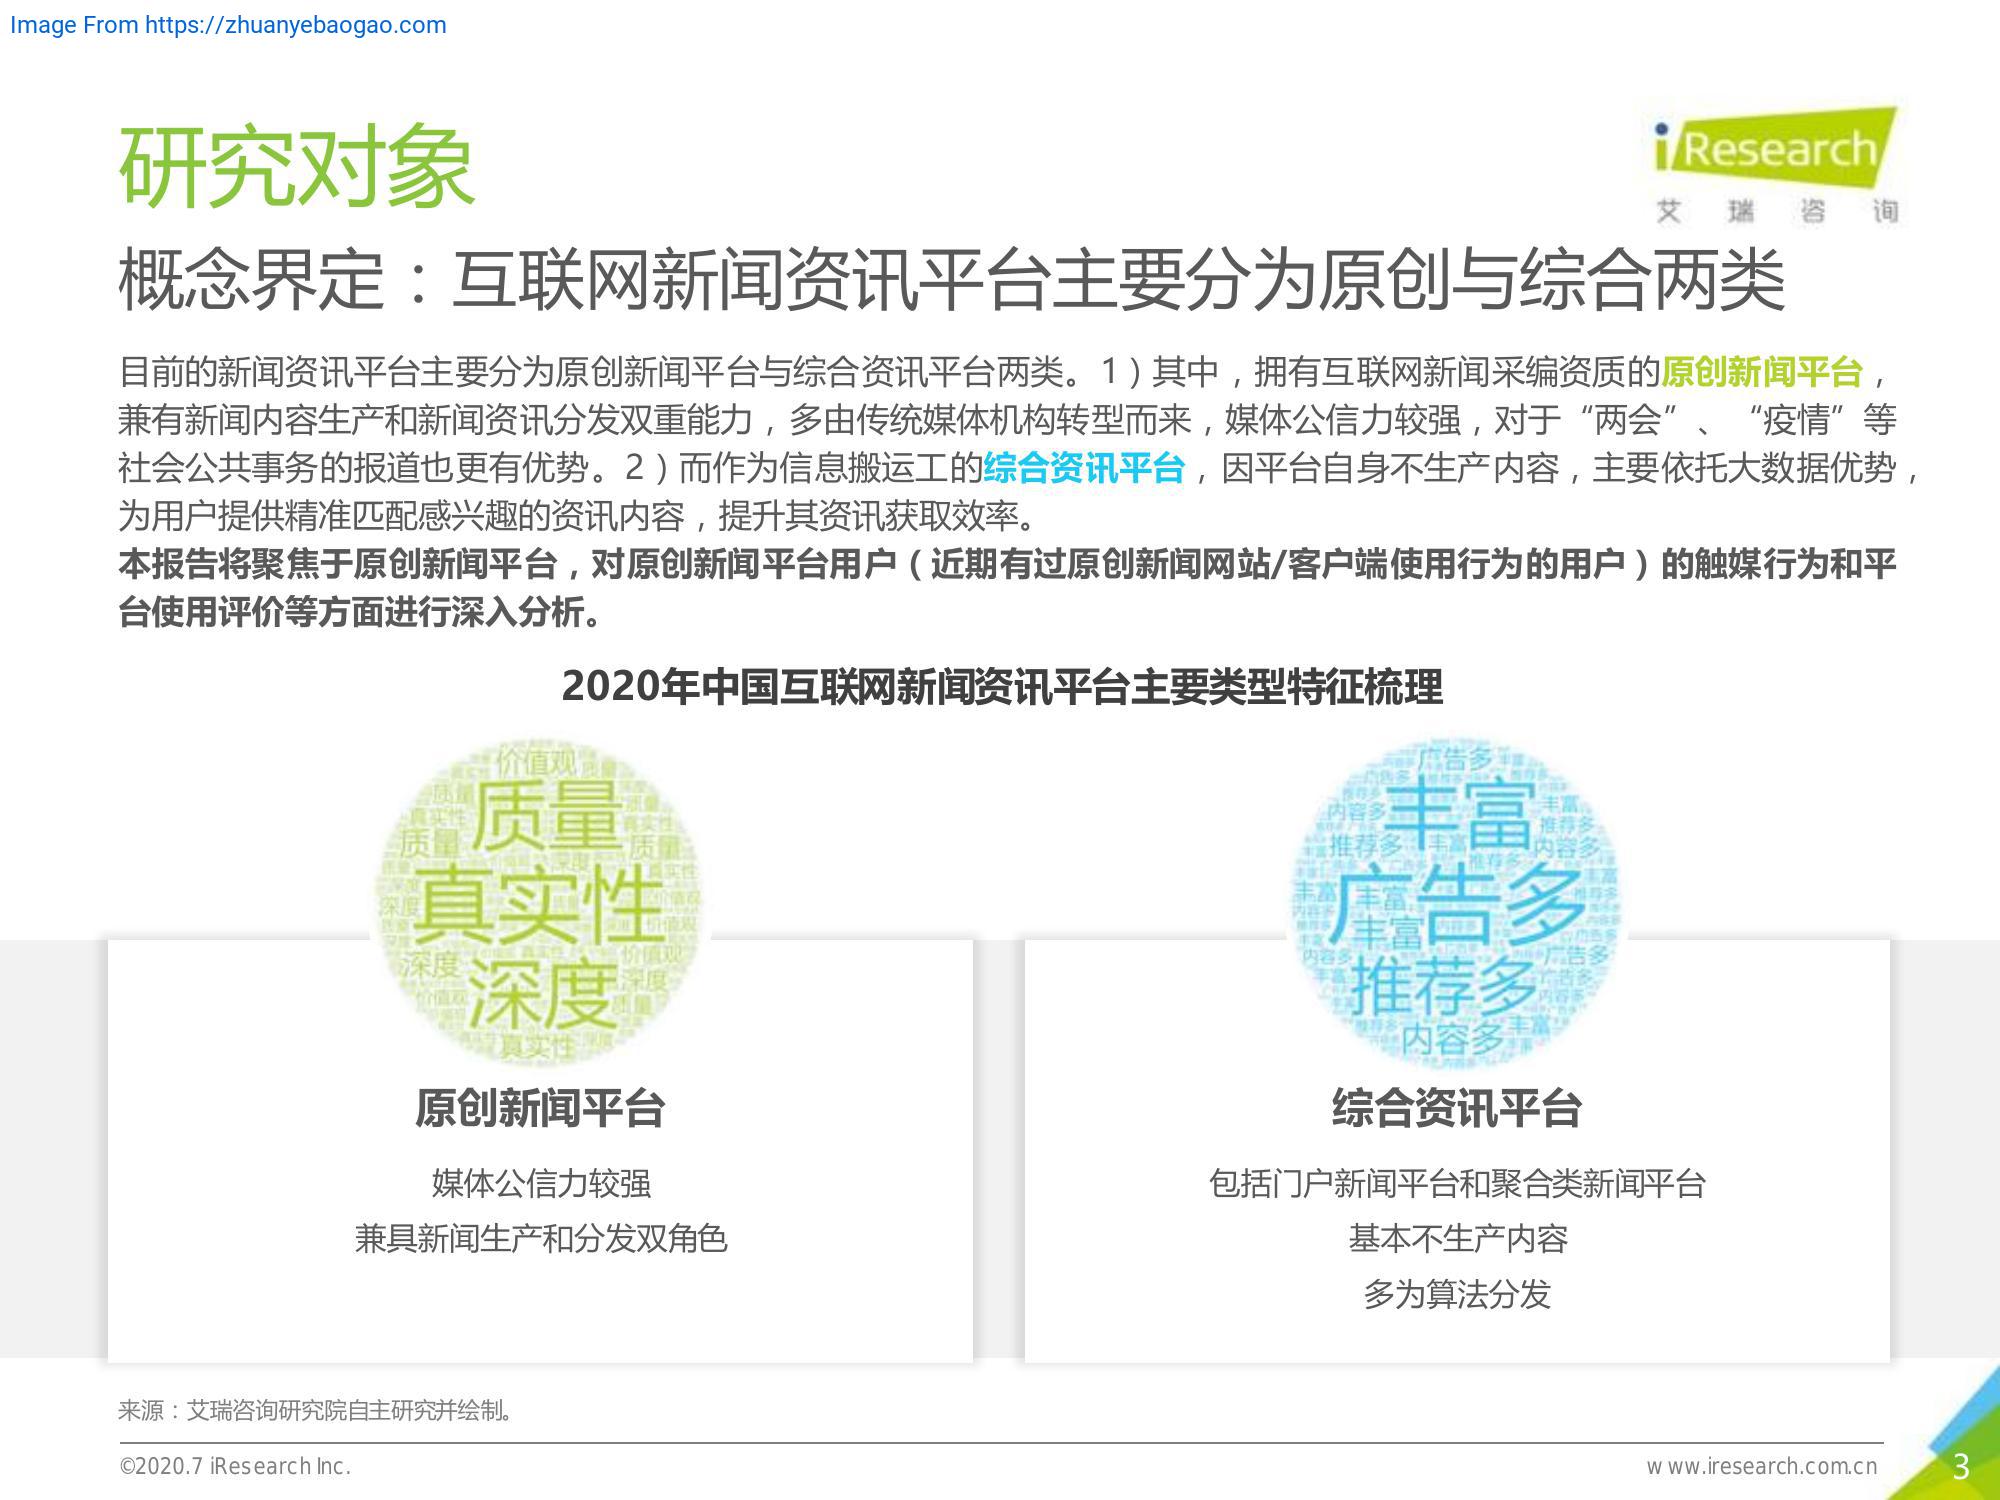 Image From https://zhuanyebaogao.com
研究对象
iResearch
艾瑞咨询
概念界定：互联网新闻资讯平台主要分为原创与综合两类
目前的新闻资讯平台主要分为原创新闻平台与综合资讯平台两类。1）其中，拥有互联网新闻采编资质的原创新闻平台，
兼有新闻内容生产和新闻资讯分发双重能力，多由传统媒体机构转型而来，媒体公信力较强，对于“两会”、“疫情”等
社会公共事务的报道也更有优势。2）而作为信息搬运工的综合资讯平台，因平台自身不生产内容，主要依托大数据优势，
为用户提供精准匹配感兴趣的资讯内容，提升其资讯获取效率。
本报告将聚焦于原创新闻平台，对原创新闻平台用户（近期有过原创新闻网站/客户端使用行为的用户）的触媒行为和平
台使用评价等方面进行深入分析。
2020年中国互联网新闻资讯平台主要类型特征梳理
价值观
质量
真实性
深度
真实性
原创新闻平台
媒体公信力较强
兼具新闻生产和分发双角色
广告多
丰富
广告多
推荐多
内容多
综合资讯平台
包括门户新闻平台和聚合类新闻平台
基本不生产内容
多为算法分发
来源：艾瑞咨询研究院自主研究并绘制。
©2020.7 iResearch Inc.
www.iresearch.com.cn
3